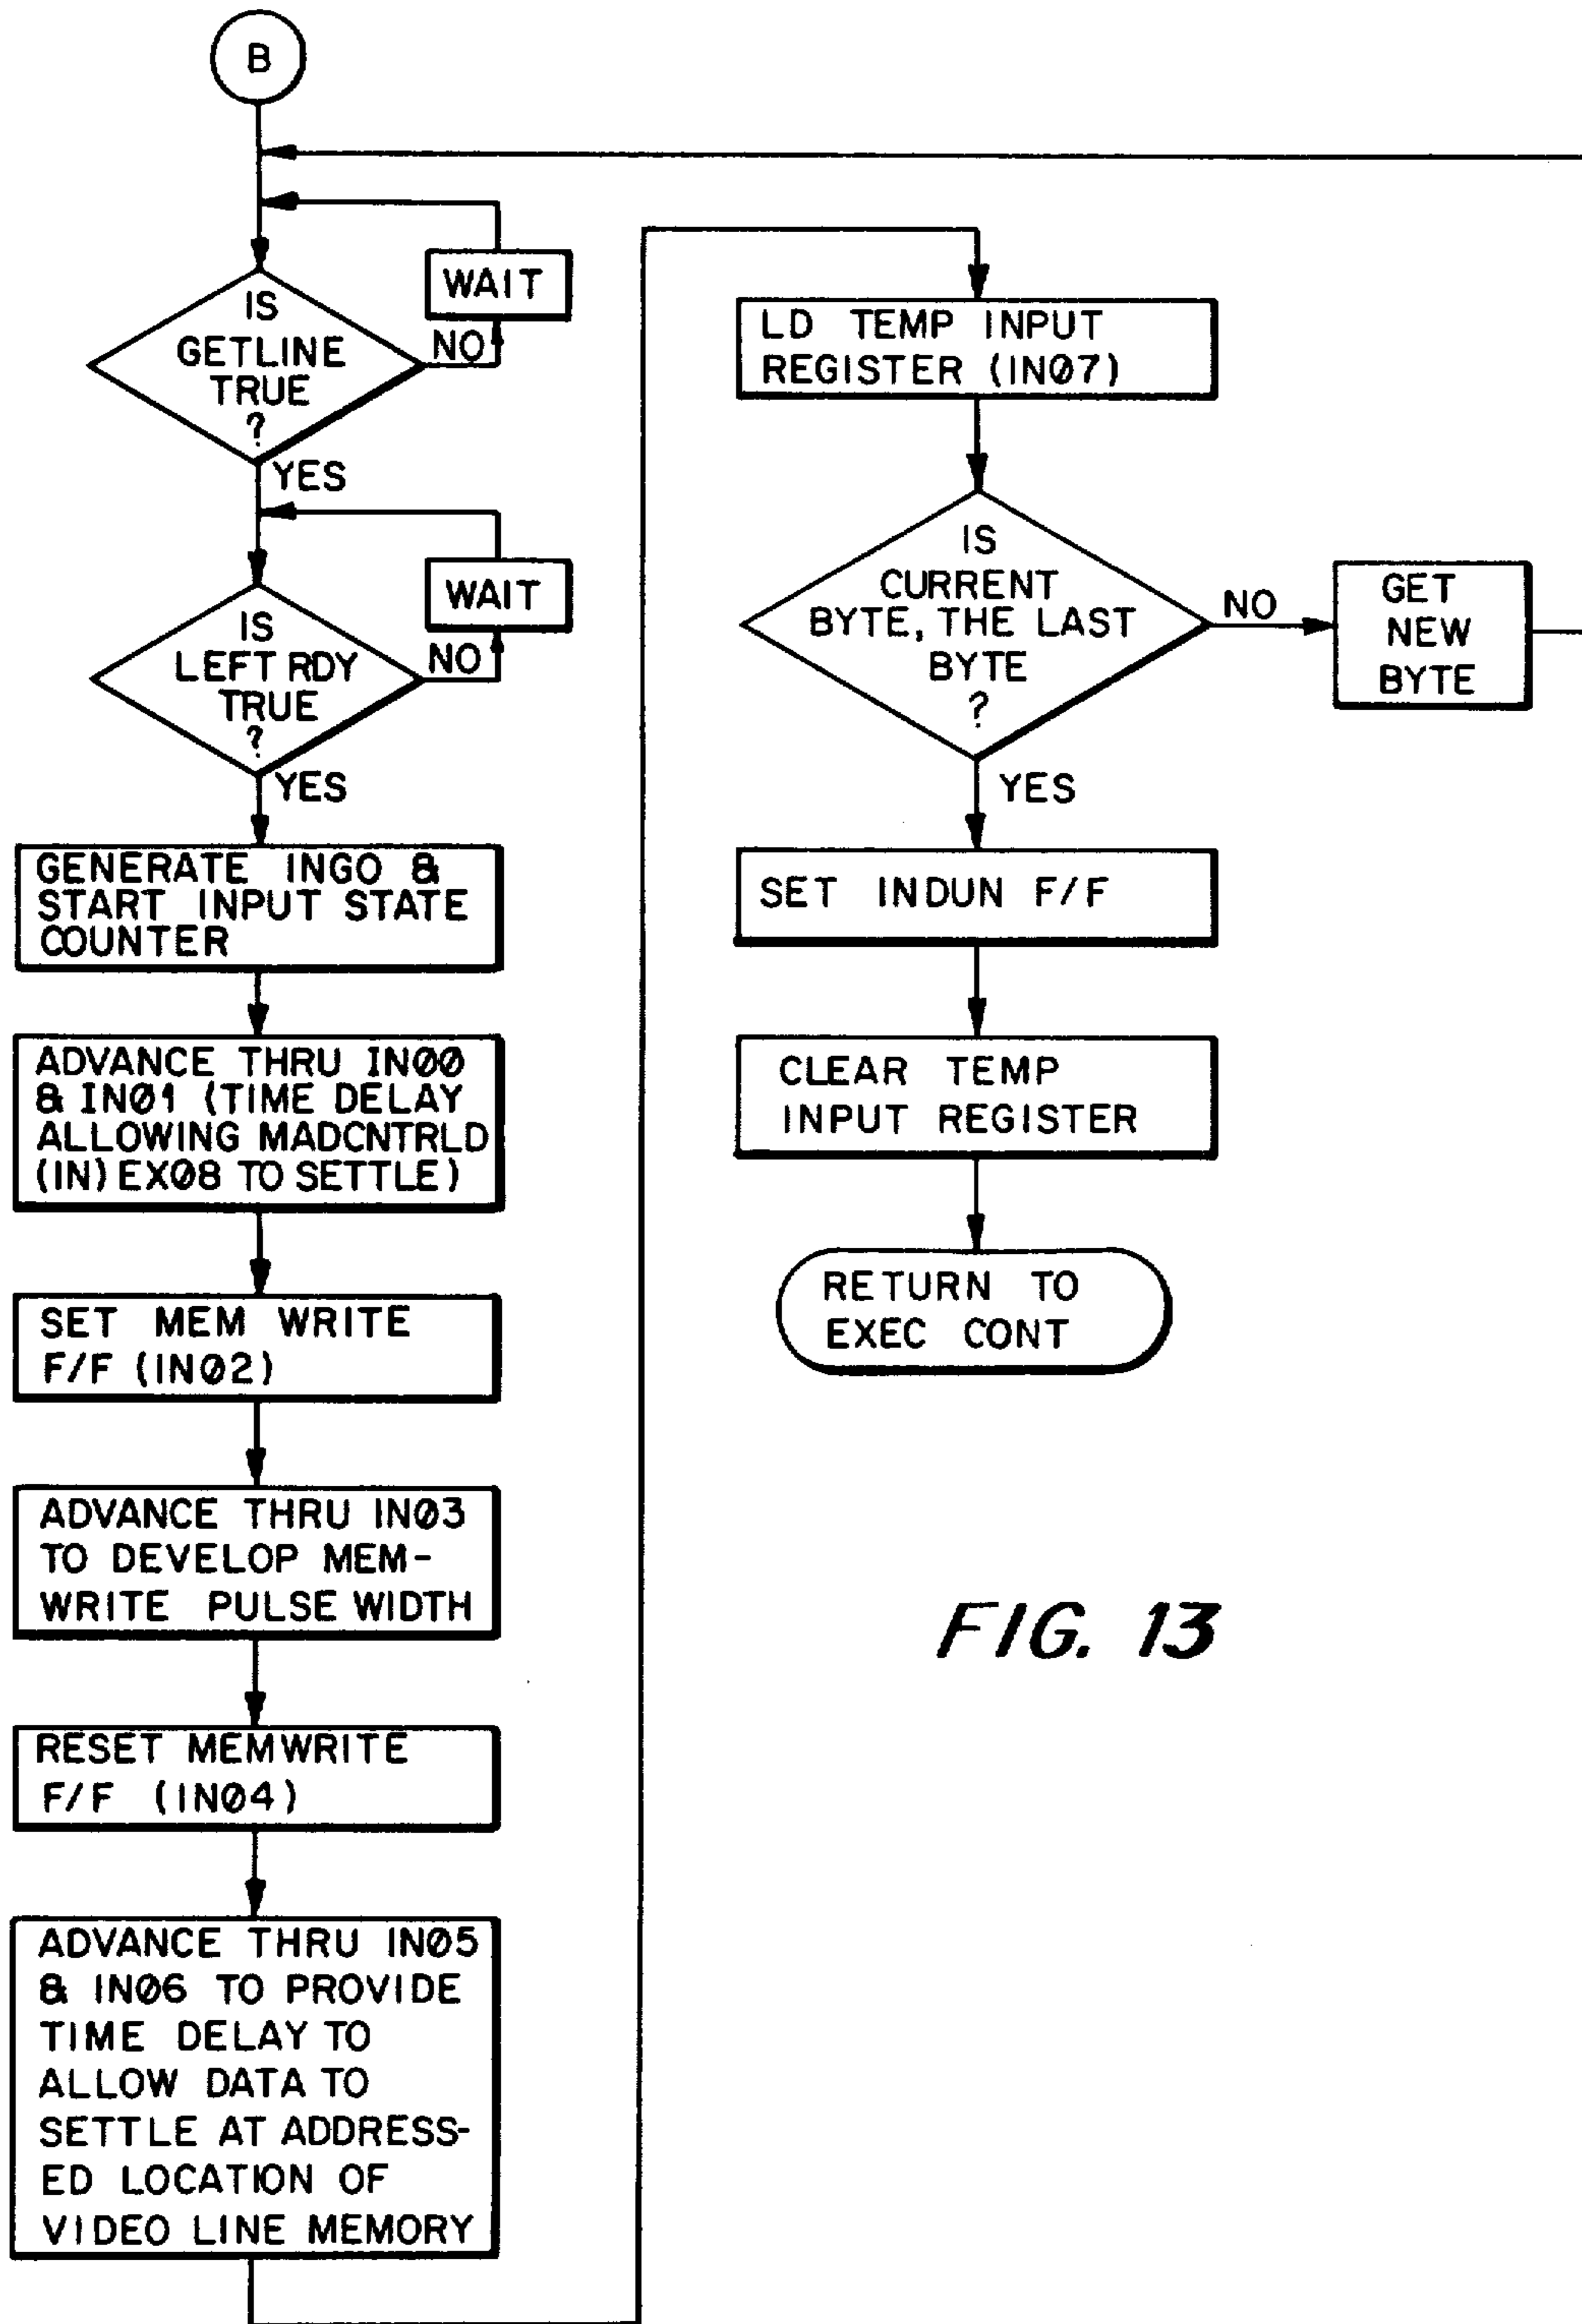 B
IS
GETLINE
TRUE
?
NO
WAIT
YES
IS
LEFT RDY
TRUE
?
NO
WAIT
YES
GENERATE INGO &
START INPUT STATE
COUNTER
ADVANCE THRU INØØ
& INØ1 (TIME DELAY
ALLOWING MADCNTRLD
(IN) EXØ8 TO SETTLE)
SET MEM WRITE
F/F (INØ2)
ADVANCE THRU INØ3
TO DEVELOP MEM-
WRITE PULSE WIDTH
RESET MEMWRITE
F/F (INØ4)
ADVANCE THRU INØ5
& INØ6 TO PROVIDE
TIME DELAY TO
ALLOW DATA TO
SETTLE AT ADDRESS-
ED LOCATION OF
VIDEO LINE MEMORY
LD TEMP INPUT
REGISTER (INØ7)
IS
CURRENT
BYTE, THE LAST
BYTE
?
NO
GET
NEW
BYTE
YES
SET INDUN F/F
CLEAR TEMP
INPUT REGISTER
RETURN TO
EXEC CONT
FIG. 13